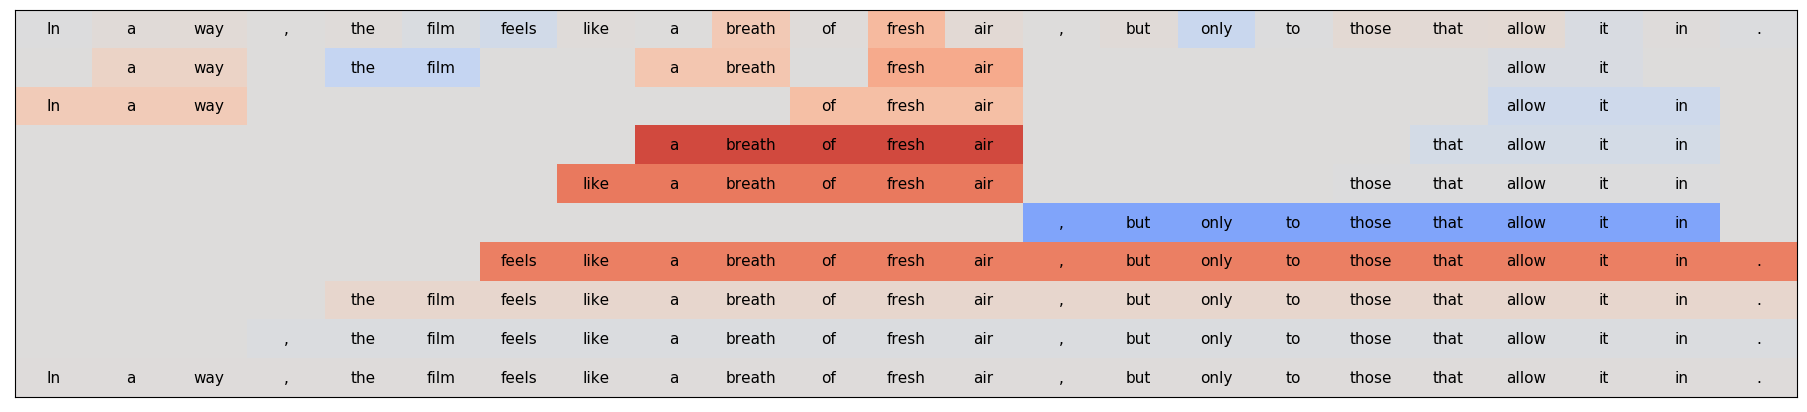 In a way , the film feels like a breath of fresh air , but only to those that allow it in .
a way the film a breath fresh air allow it
In a way of fresh air allow it in
a breath of fresh air that allow it in
like a breath of fresh air those that allow it in
, but only to those that allow it in
feels like a breath of fresh air , but only to those that allow it in .
the film feels like a breath of fresh air , but only to those that allow it in .
, the film feels like a breath of fresh air , but only to those that allow it in .
In a way , the film feels like a breath of fresh air , but only to those that allow it in .